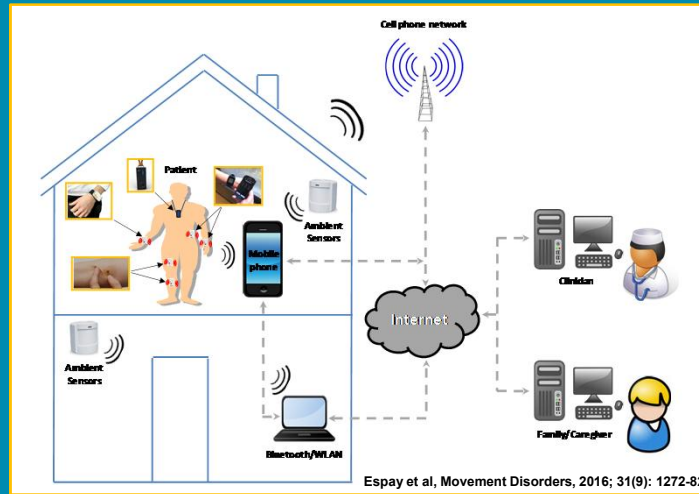 Cell phone network
Patient
Ambient
Sensors
Mobile
phone
Internet
Clinician
Ambient
Sensors
Bluetooth/WLAN
Family/Caregiver
Espay et al, Movement Disorders, 2016; 31(9): 1272-82